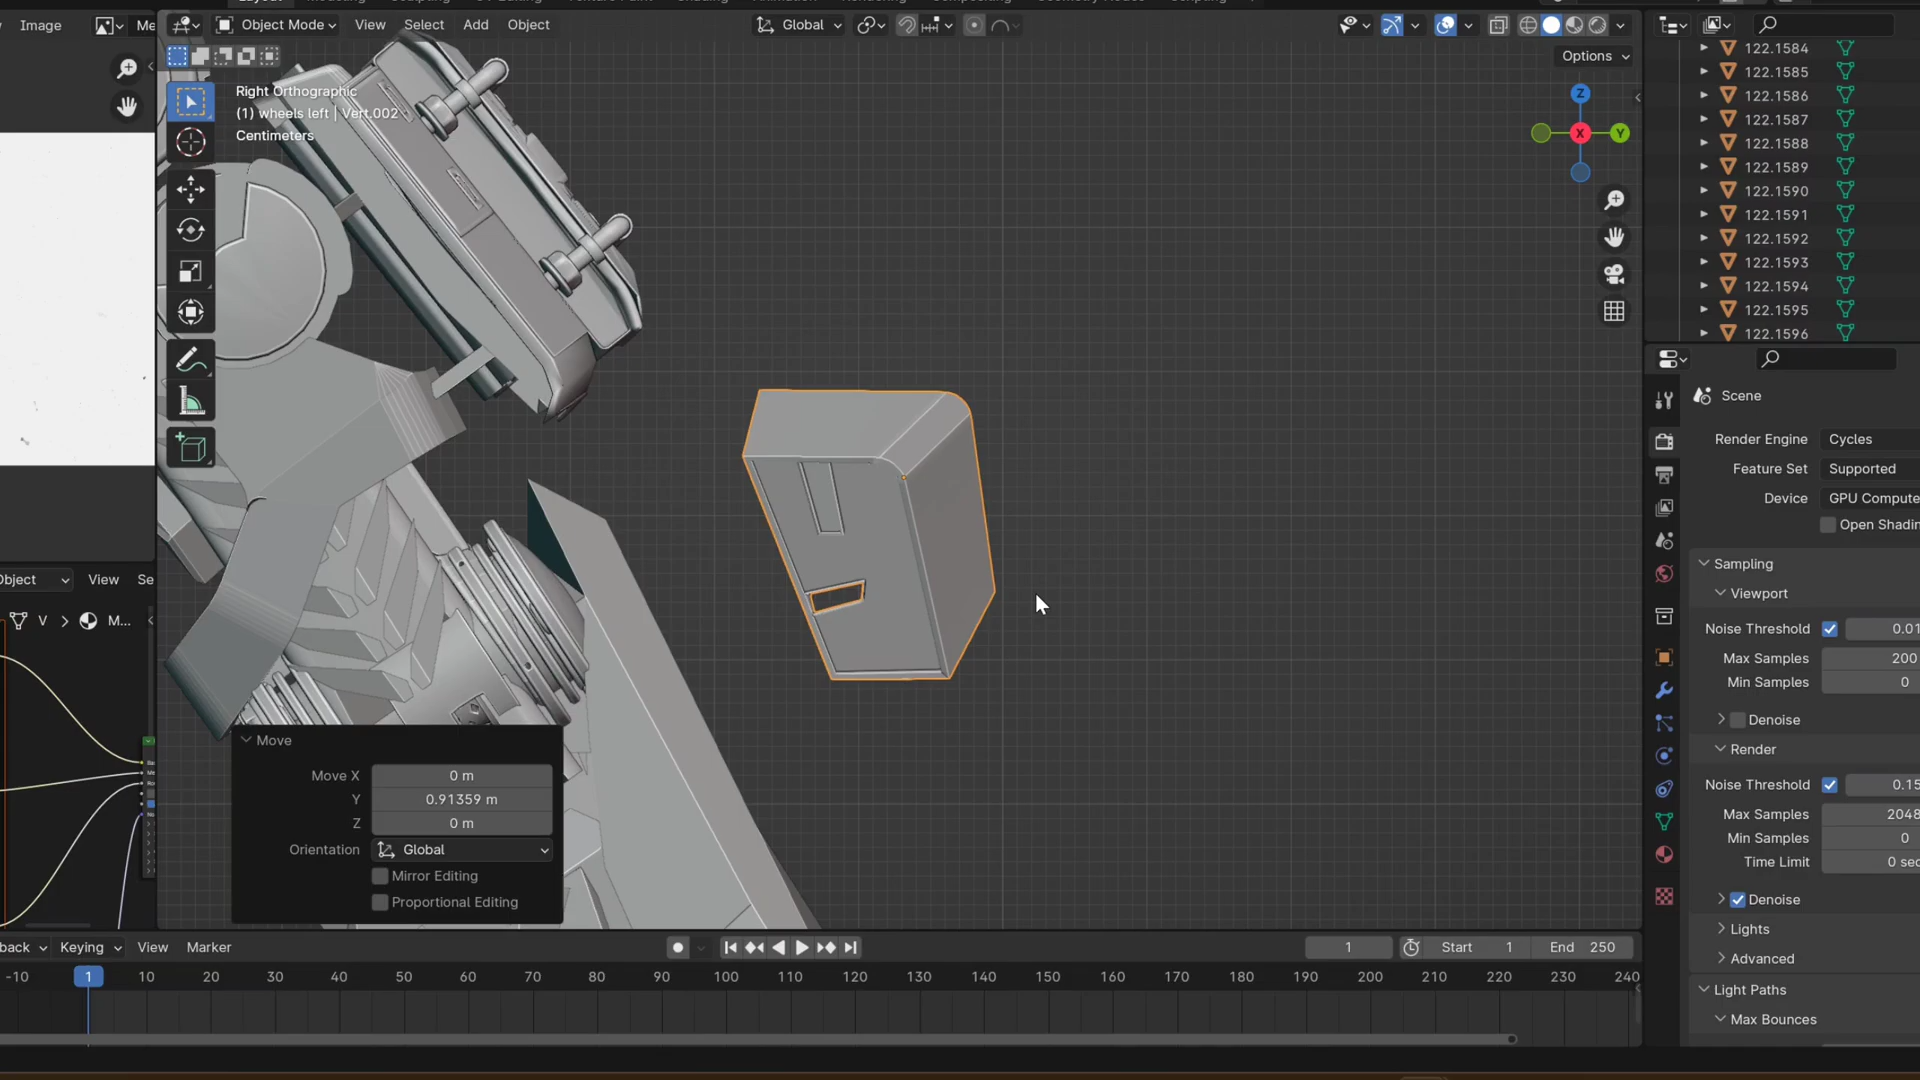 Image
Me
Object Mode
View
Select
Add
Object
Global
Options
Right Orthographic
(1) wheels left | Vert.002
Centimeters
Z
X
Y
122.1584
122.1585
122.1586
122.1587
122.1588
122.1589
122.1590
122.1591
122.1592
122.1593
122.1594
122.1595
122.1596
Scene
Render Engine
Cycles
Feature Set
Supported
Device
GPU Compute
Open Shadin
Sampling
Viewport
Noise Threshold
0.01
Max Samples
200
Min Samples
0
Denoise
Render
Noise Threshold
0.15
Max Samples
2048
Min Samples
0
Time Limit
0 sec
Denoise
Lights
Advanced
Light Paths
Max Bounces
Object
View
Se
V
M...
Move
Move X
0 m
Y
0.91359 m
Z
0 m
Orientation
Global
Mirror Editing
Proportional Editing
back
Keying
View
Marker
1
Start
1
End
250
-10
1
10
20
30
40
50
60
70
80
90
100
110
120
130
140
150
160
170
180
190
200
210
220
230
240